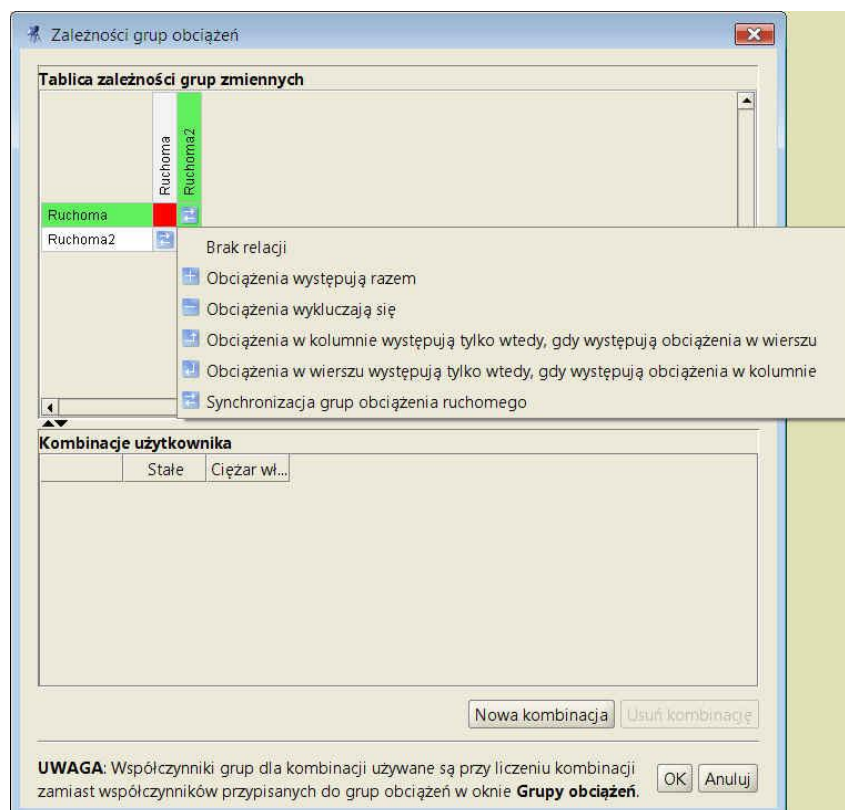 Zależności grup obciążeń
Tablica zależności grup zmiennych
Ruchoma
Ruchoma2
Ruchoma
Ruchoma2
Brak relacji
Obciążenia występują razem
Obciążenia wykluczają się
Obciążenia w kolumnie występują tylko wtedy, gdy występują obciążenia w wierszu
Obciążenia w wierszu występują tylko wtedy, gdy występują obciążenia w kolumnie
Synchronizacja grup obciążenia ruchomego
Kombinacje użytkownika
Stałe Ciężar wł...
Nowa kombinacja Usuń kombinację
UWAGA: Współczynniki grup dla kombinacji używane są przy liczeniu kombinacji
zamiast współczynników przypisanych do grup obciążeń w oknie Grupy obciążeń.
OK Anuluj